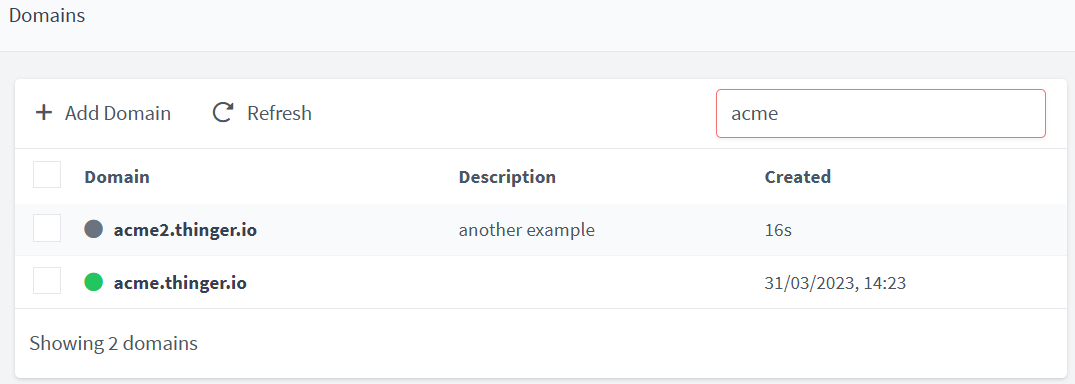 Domains
Add Domain Refresh acme
Domain Description Created
acme2.thinger.io another example 16s
acme.thinger.io 31/03/2023, 14:23
Showing 2 domains